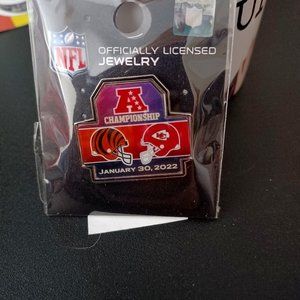 NFL
OFFICIALLY LICENSED
JEWELRY
A
CHAMPIONSHIP
JANUARY 30, 2022